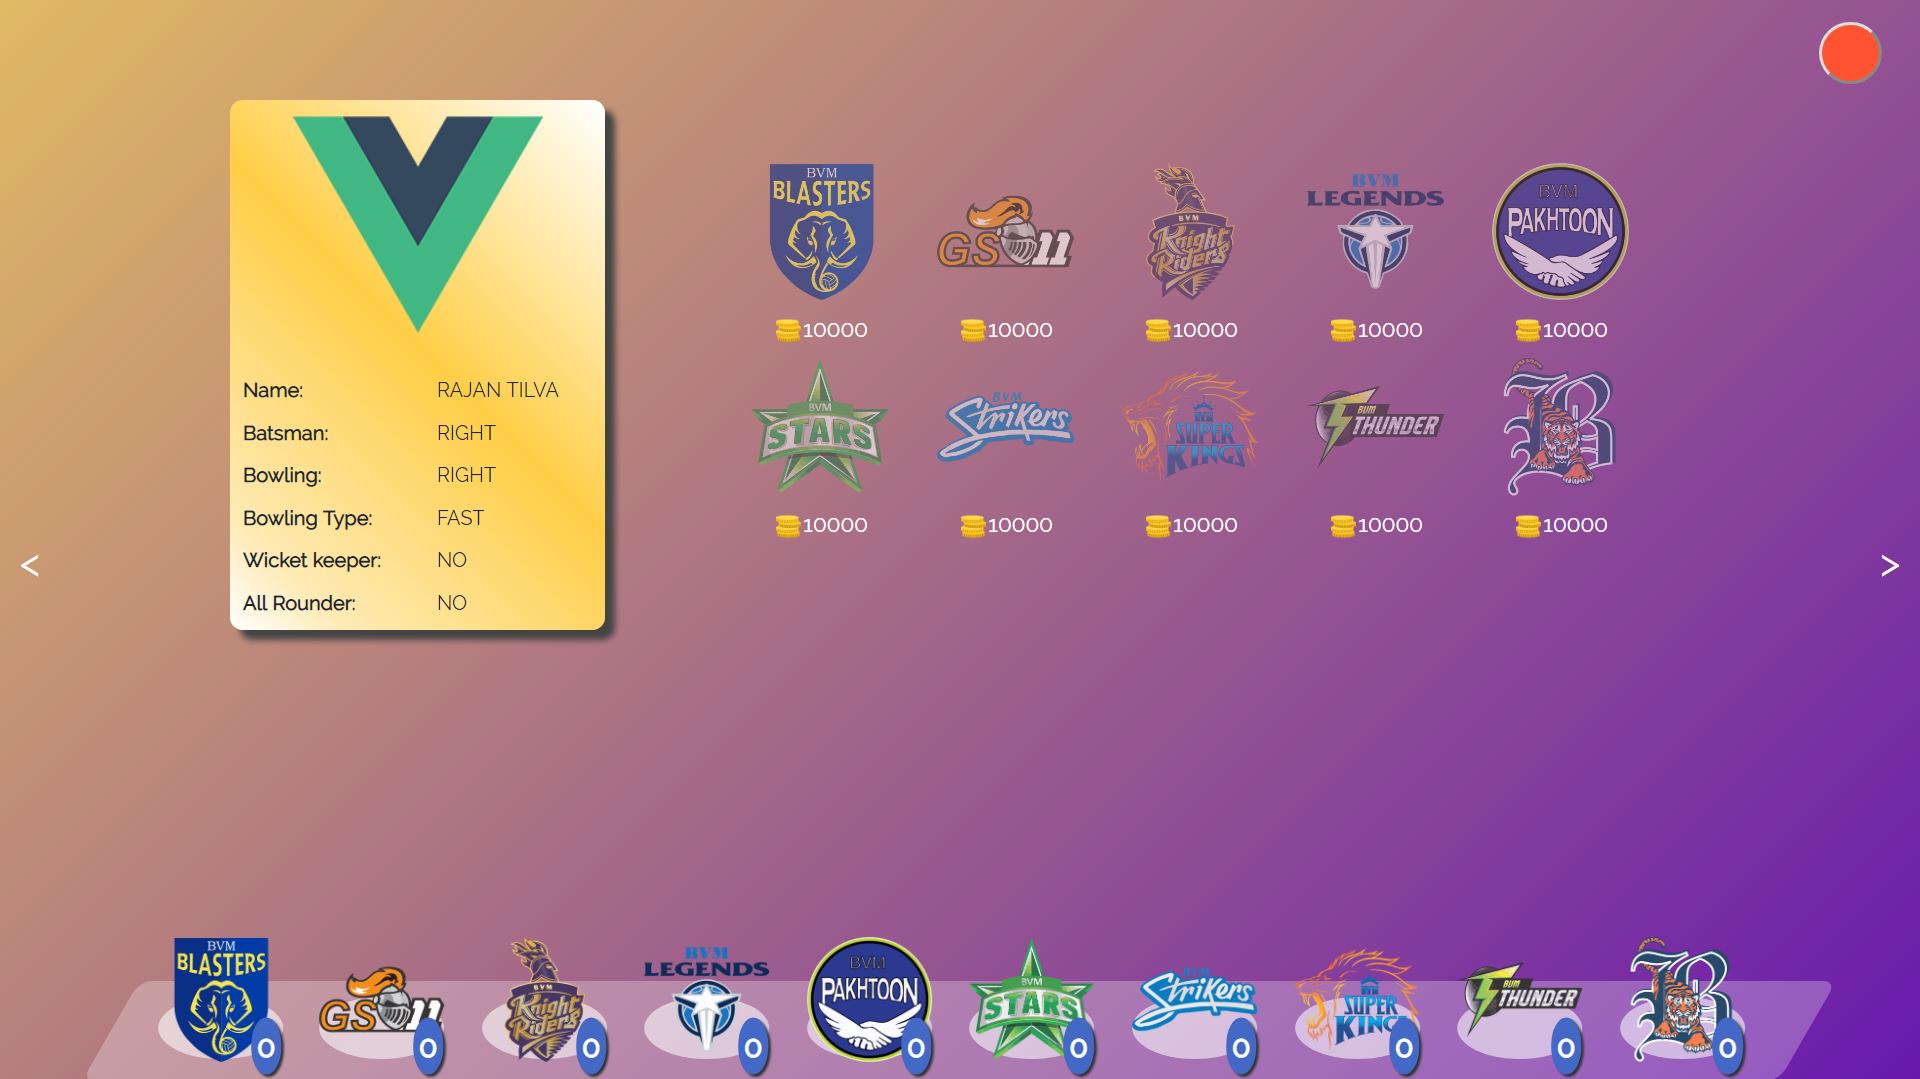 BVM
BLASTERS
GS 11
BVM
Knight
Riders
BVM
LEGENDS
BVM
PAKHTOON
10000 10000 10000 10000 10000
Name: RAJAN TILVA
Batsman: RIGHT
Bowling: RIGHT
Bowling Type: FAST
Wicket keeper: NO
All Rounder: NO
BVM
STARS
BVM
Strikers
BVM
SUPER
KINGS
BVM
THUNDER
B
10000 10000 10000 10000 10000
<
>
BVM
BLASTERS
0
GS 11
0
BVM
Knight
Riders
0
BVM
LEGENDS
0
BVM
PAKHTOON
0
BVM
STARS
0
BVM
Strikers
0
BVM
SUPER
KING
0
BVM
THUNDER
0
B
0